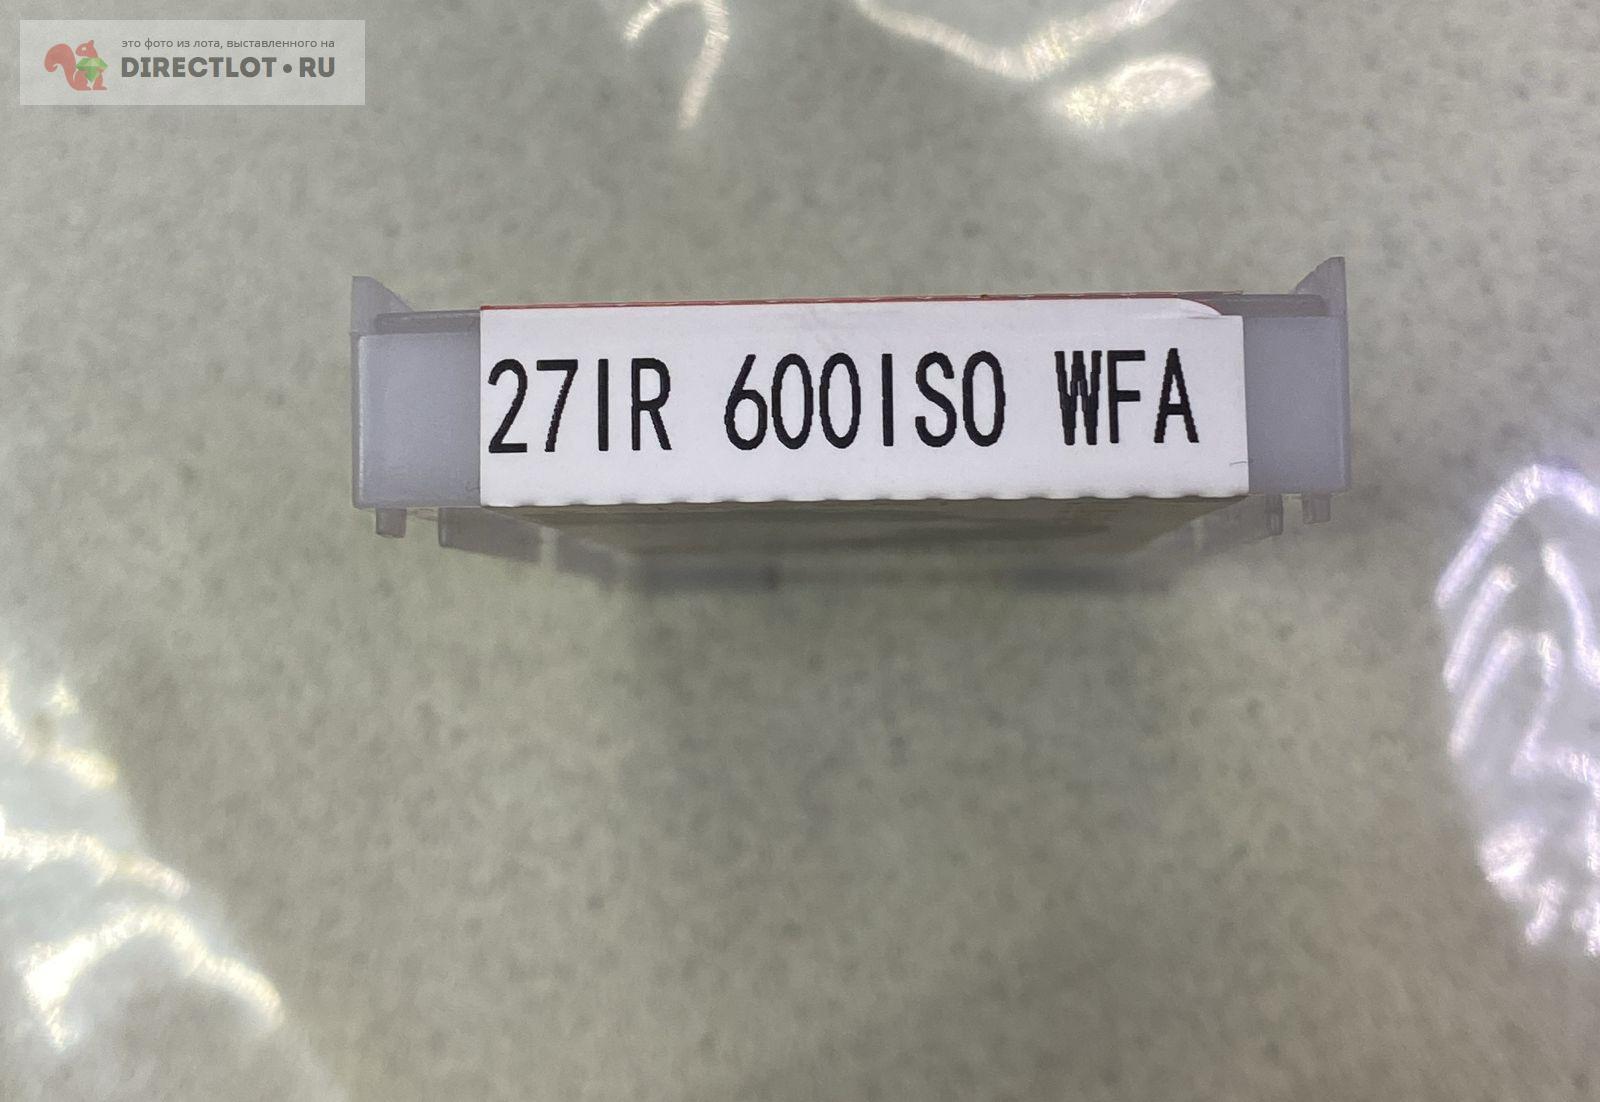 это фото из лота, выставленного на
DIRECTLOT•RU
27IR 600ISO WFA